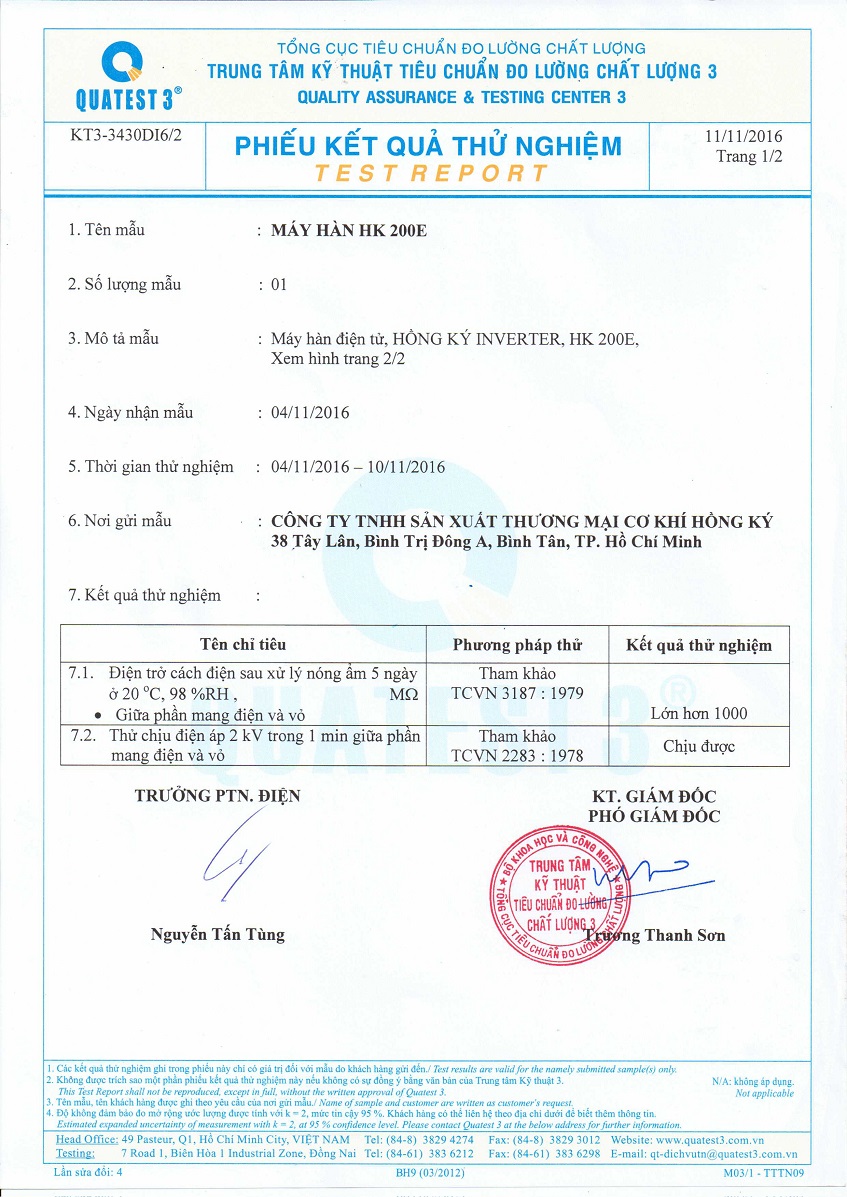 TỔNG CỤC TIÊU CHUẨN ĐO LƯỜNG CHẤT LƯỢNG
TRUNG TÂM KỸ THUẬT TIÊU CHUẨN ĐO LƯỜNG CHẤT LƯỢNG 3
QUALITY ASSURANCE & TESTING CENTER 3
QUATEST 3®
KT3-3430DI6/2
PHIẾU KẾT QUẢ THỬ NGHIỆM
TEST REPORT
11/11/2016
Trang 1/2
1. Tên mẫu : MÁY HÀN HK 200E
2. Số lượng mẫu : 01
3. Mô tả mẫu : Máy hàn điện tử, HỒNG KÝ INVERTER, HK 200E,
Xem hình trang 2/2
4. Ngày nhận mẫu : 04/11/2016
5. Thời gian thử nghiệm : 04/11/2016 – 10/11/2016
6. Nơi gửi mẫu : CÔNG TY TNHH SẢN XUẤT THƯƠNG MẠI CƠ KHÍ HỒNG KÝ
38 Tây Lân, Bình Trị Đông A, Bình Tân, TP. Hồ Chí Minh
7. Kết quả thử nghiệm :
Tên chỉ tiêu Phương pháp thử Kết quả thử nghiệm
7.1. Điện trở cách điện sau xử lý nóng ẩm 5 ngày Tham khảo
ở 20 °C, 98 %RH , MΩ TCVN 3187 : 1979
• Giữa phần mang điện và vỏ Lớn hơn 1000
7.2. Thử chịu điện áp 2 kV trong 1 min giữa phần Tham khảo Chịu được
mang điện và vỏ TCVN 2283 : 1978
QUATEST 3®
TRƯỞNG PTN. ĐIỆN
KT. GIÁM ĐỐC
PHÓ GIÁM ĐỐC
BỘ KHOA HỌC VÀ CÔNG NGHỆ
TRUNG TÂM
KỸ THUẬT
TIÊU CHUẨN ĐO LƯỜNG
CHẤT LƯỢNG 3
TỔNG CỤC TIÊU CHUẨN ĐO LƯỜNG CHẤT LƯỢNG
Nguyễn Tấn Tùng
Trương Thanh Sơn
1. Các kết quả thử nghiệm ghi trong phiếu này chỉ có giá trị đối với mẫu do khách hàng gửi đến./ Test results are valid for the namely submitted sample(s) only.
2. Không được trích sao một phần phiếu kết quả thử nghiệm này nếu không có sự đồng ý bằng văn bản của Trung tâm Kỹ thuật 3.
This Test Report shall not be reproduced, except in full, without the written approval of Quatest 3.
3. Tên mẫu, tên khách hàng được ghi theo yêu cầu của nơi gửi mẫu./ Name of sample and customer are written as customer's request.
4. Độ không đảm bảo đo mở rộng ước lượng được tính với k = 2, mức tin cậy 95 %. Khách hàng có thể liên hệ theo địa chỉ dưới để biết thêm thông tin.
Estimated expanded uncertainty of measurement with k = 2, at 95 % confidence level. Please contact Quatest 3 at the below address for further information.
N/A: không áp dụng.
Not applicable
Head Office: 49 Pasteur, Q1, Hồ Chí Minh City, VIỆT NAM Tel: (84-8) 3829 4274 Fax: (84-8) 3829 3012 Website: www.quatest3.com.vn
Testing: 7 Road 1, Biên Hòa 1 Industrial Zone, Đồng Nai Tel: (84-61) 383 6212 Fax: (84-61) 383 6298 E-mail: qt-dichvutn@quatest3.com.vn
Lần sửa đổi: 4 BH9 (03/2012) M03/1 - TTTN09